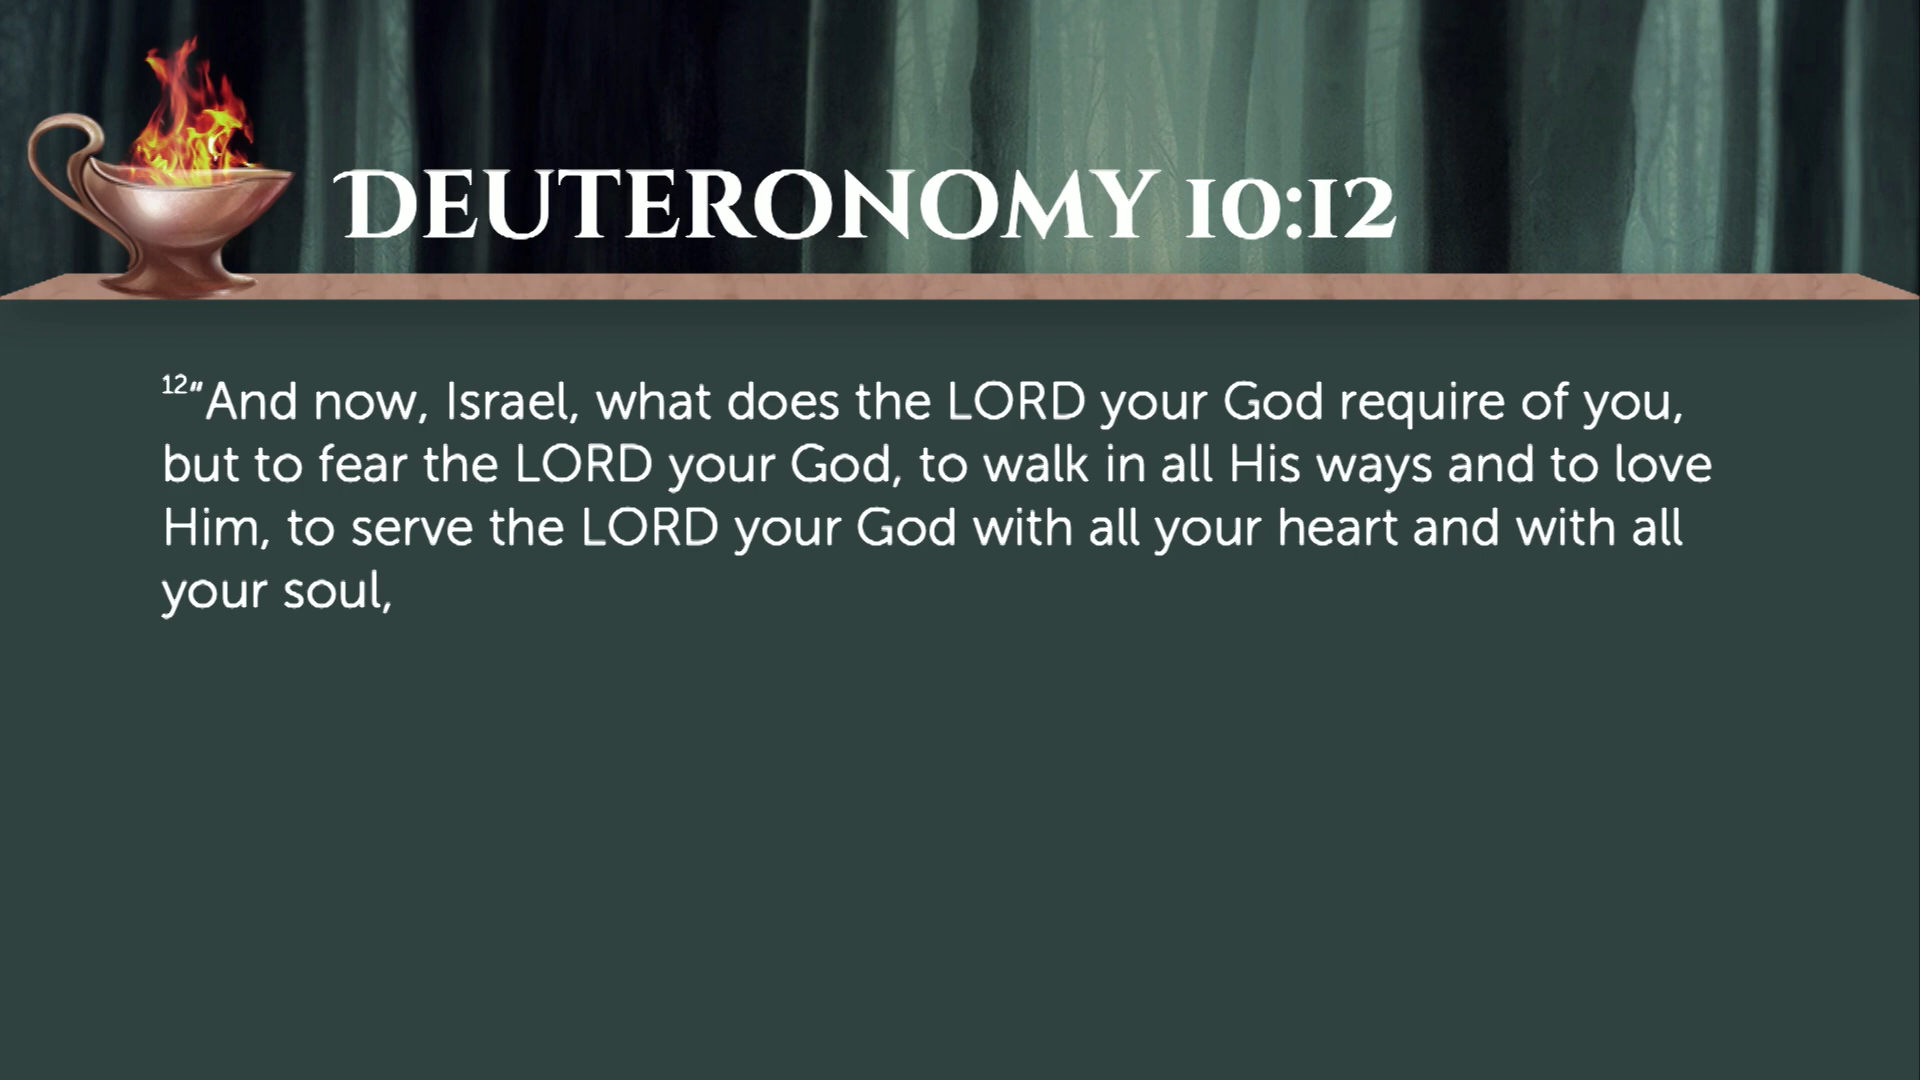 DEUTERONOMY 10:12
12"And now, Israel, what does the LORD your God require of you,
but to fear the LORD your God, to walk in all His ways and to love
Him, to serve the LORD your God with all your heart and with all
your soul,